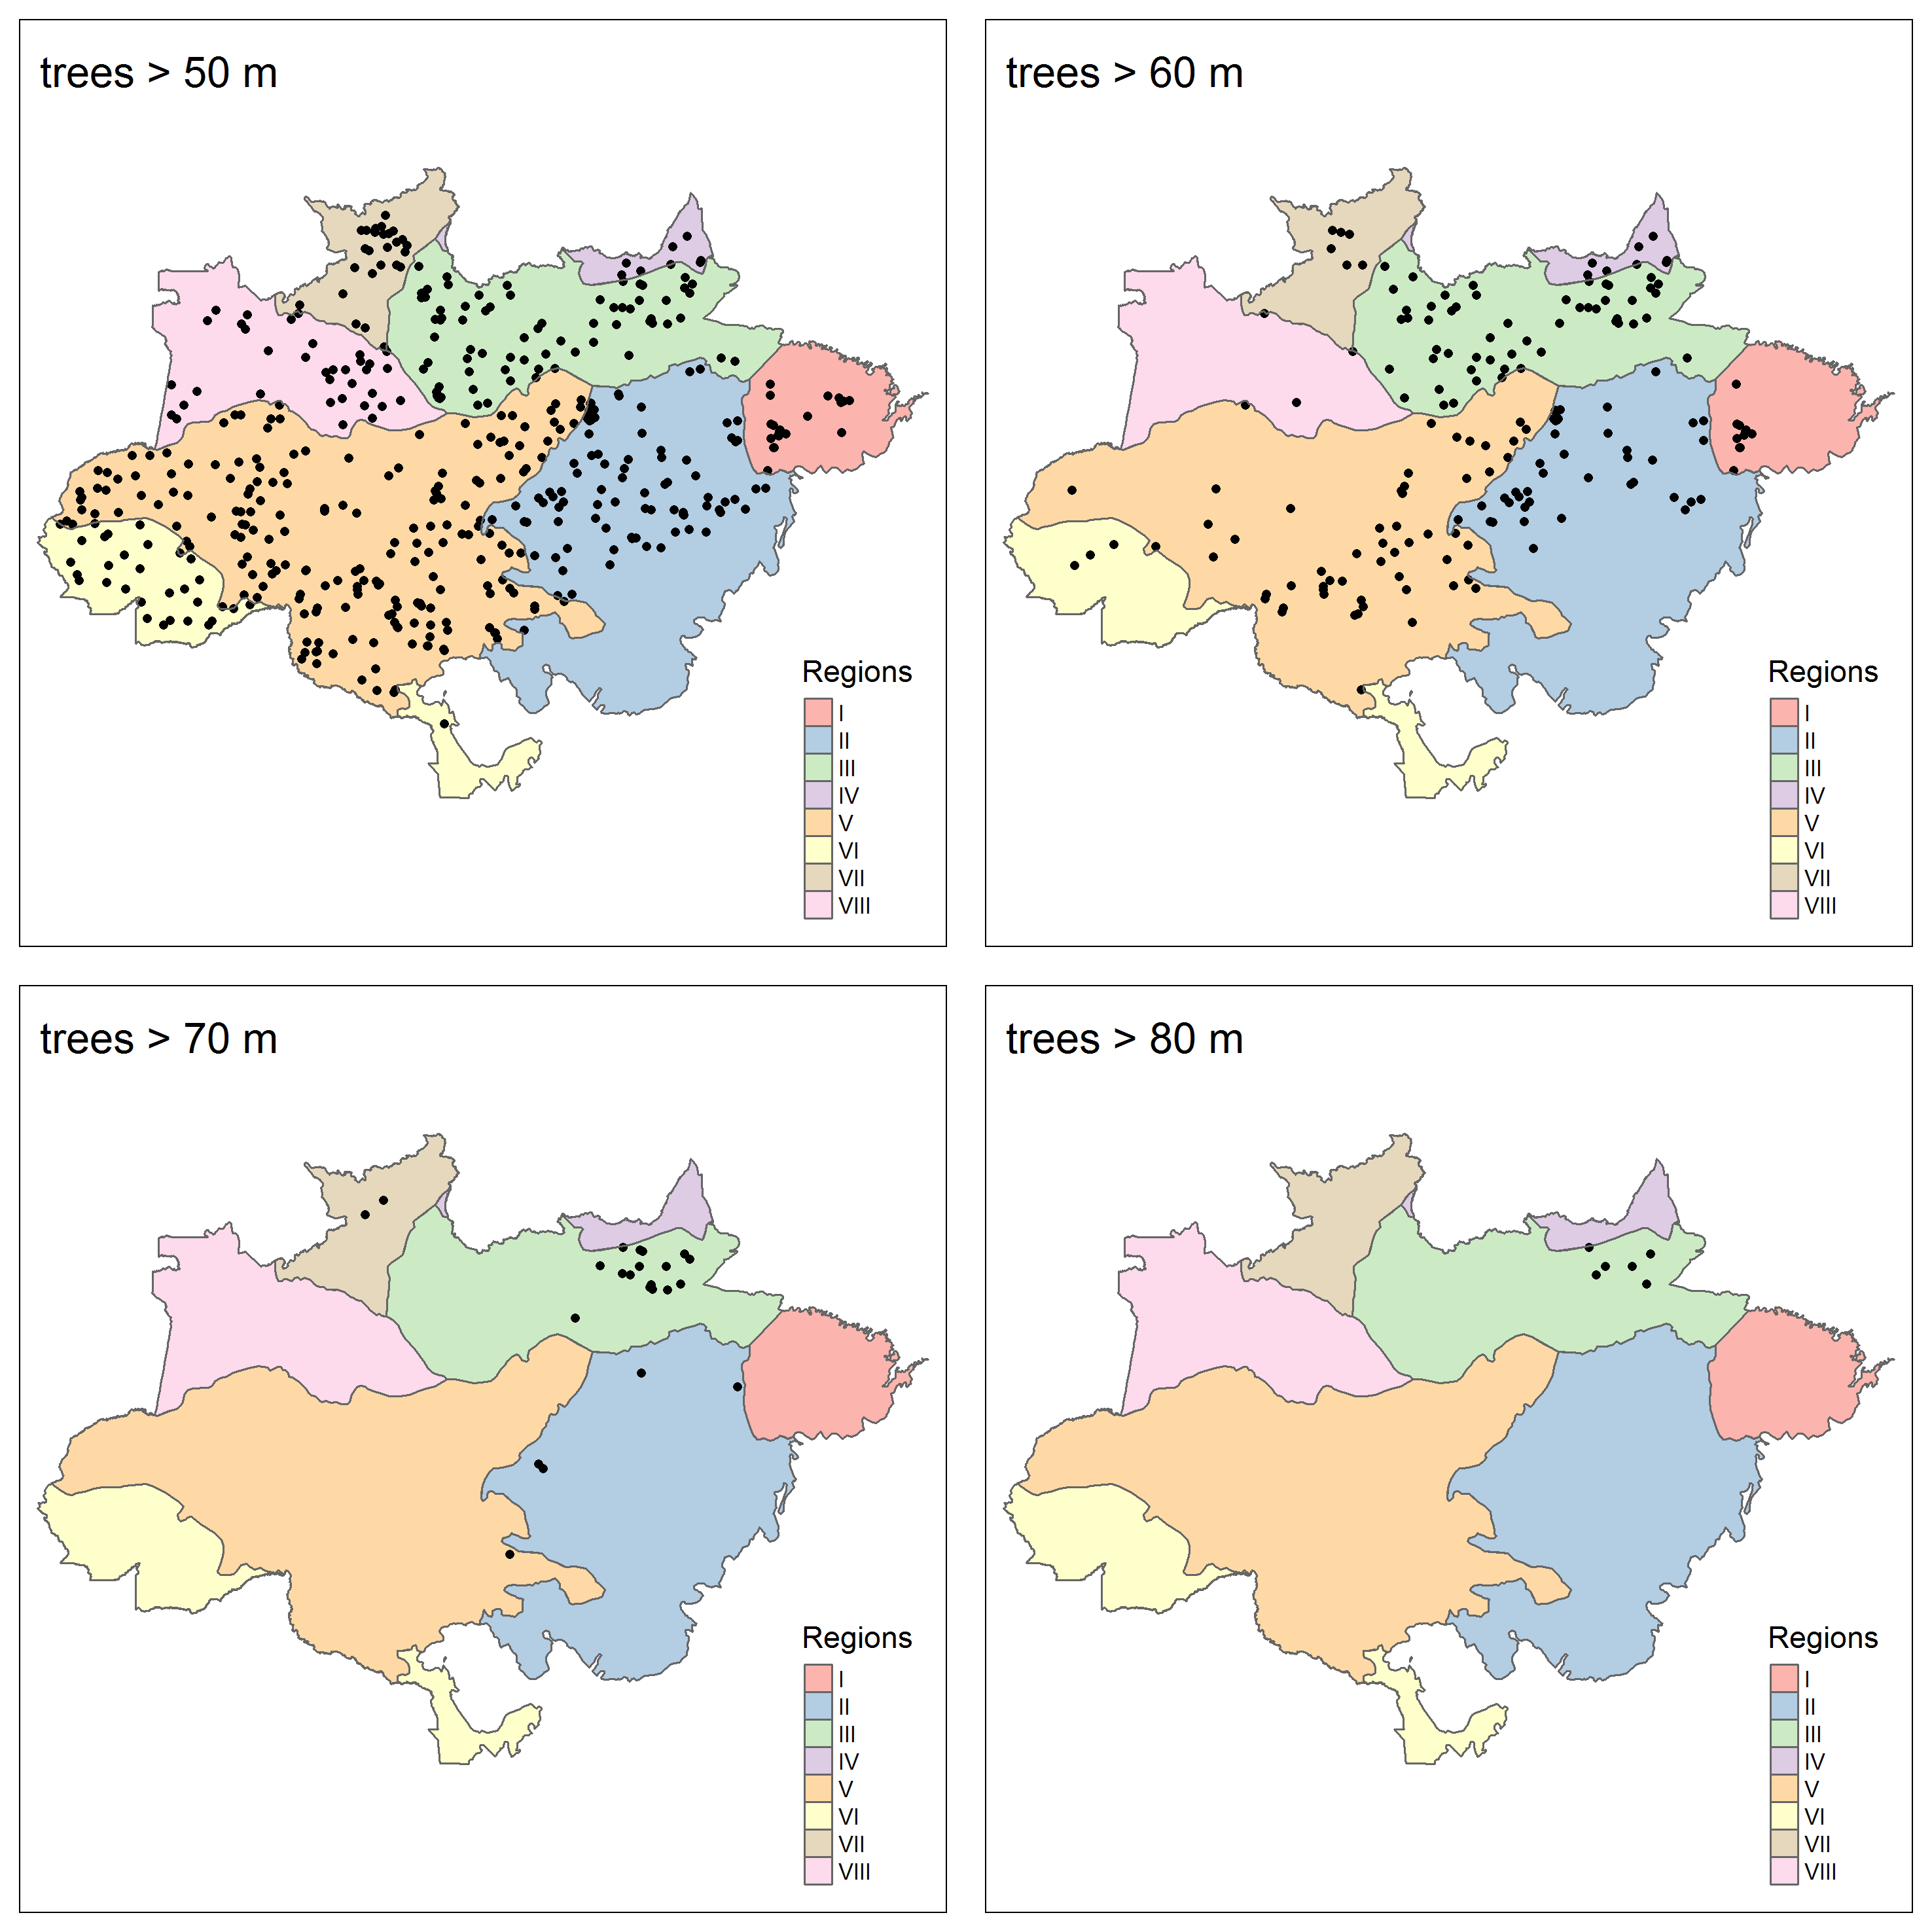 trees > 50 m
Regions
I
II
III
IV
V
VI
VII
VIII
trees > 60 m
Regions
I
II
III
IV
V
VI
VII
VIII
trees > 70 m
Regions
I
II
III
IV
V
VI
VII
VIII
trees > 80 m
Regions
I
II
III
IV
V
VI
VII
VIII